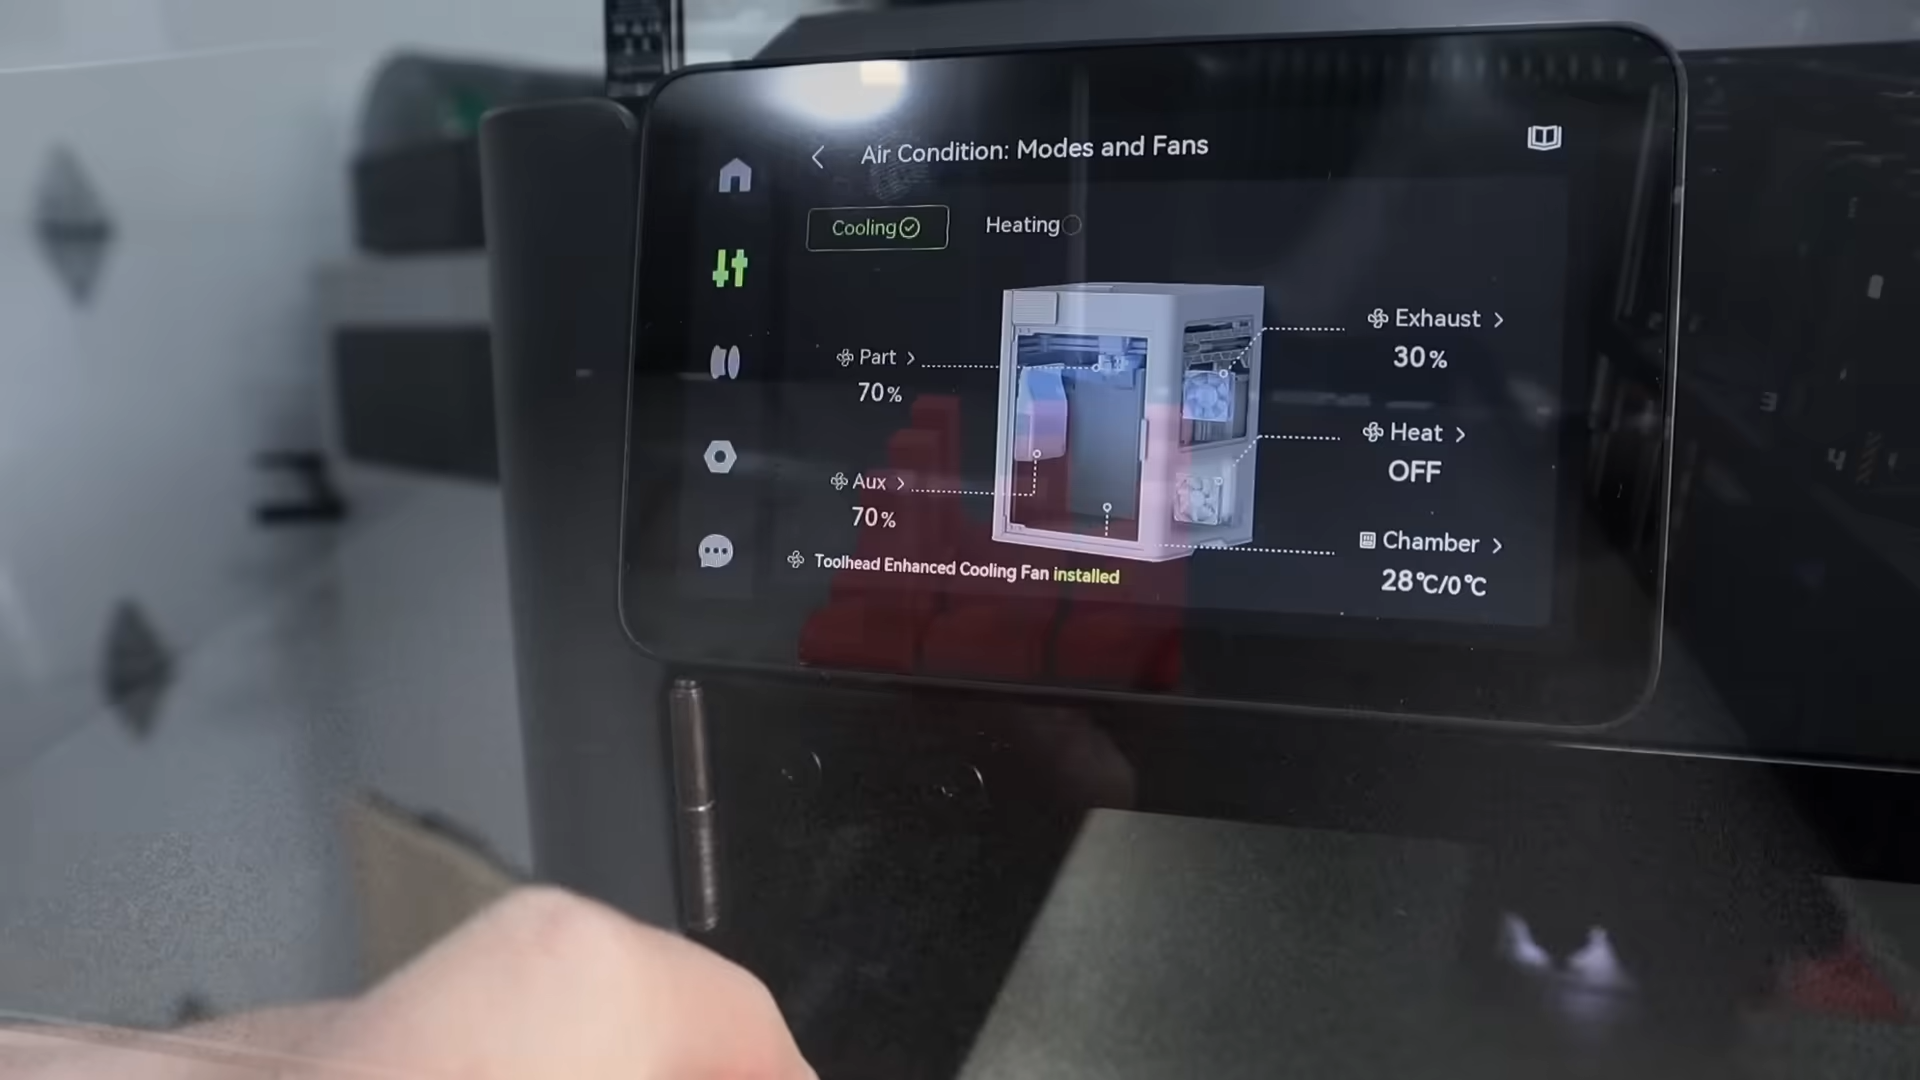 Air Condition: Modes and Fans
Cooling
Heating
Part >
70%
Aux >
70%
Exhaust >
30%
Heat >
OFF
Chamber >
28°C/0°C
Toolhead Enhanced Cooling Fan installed